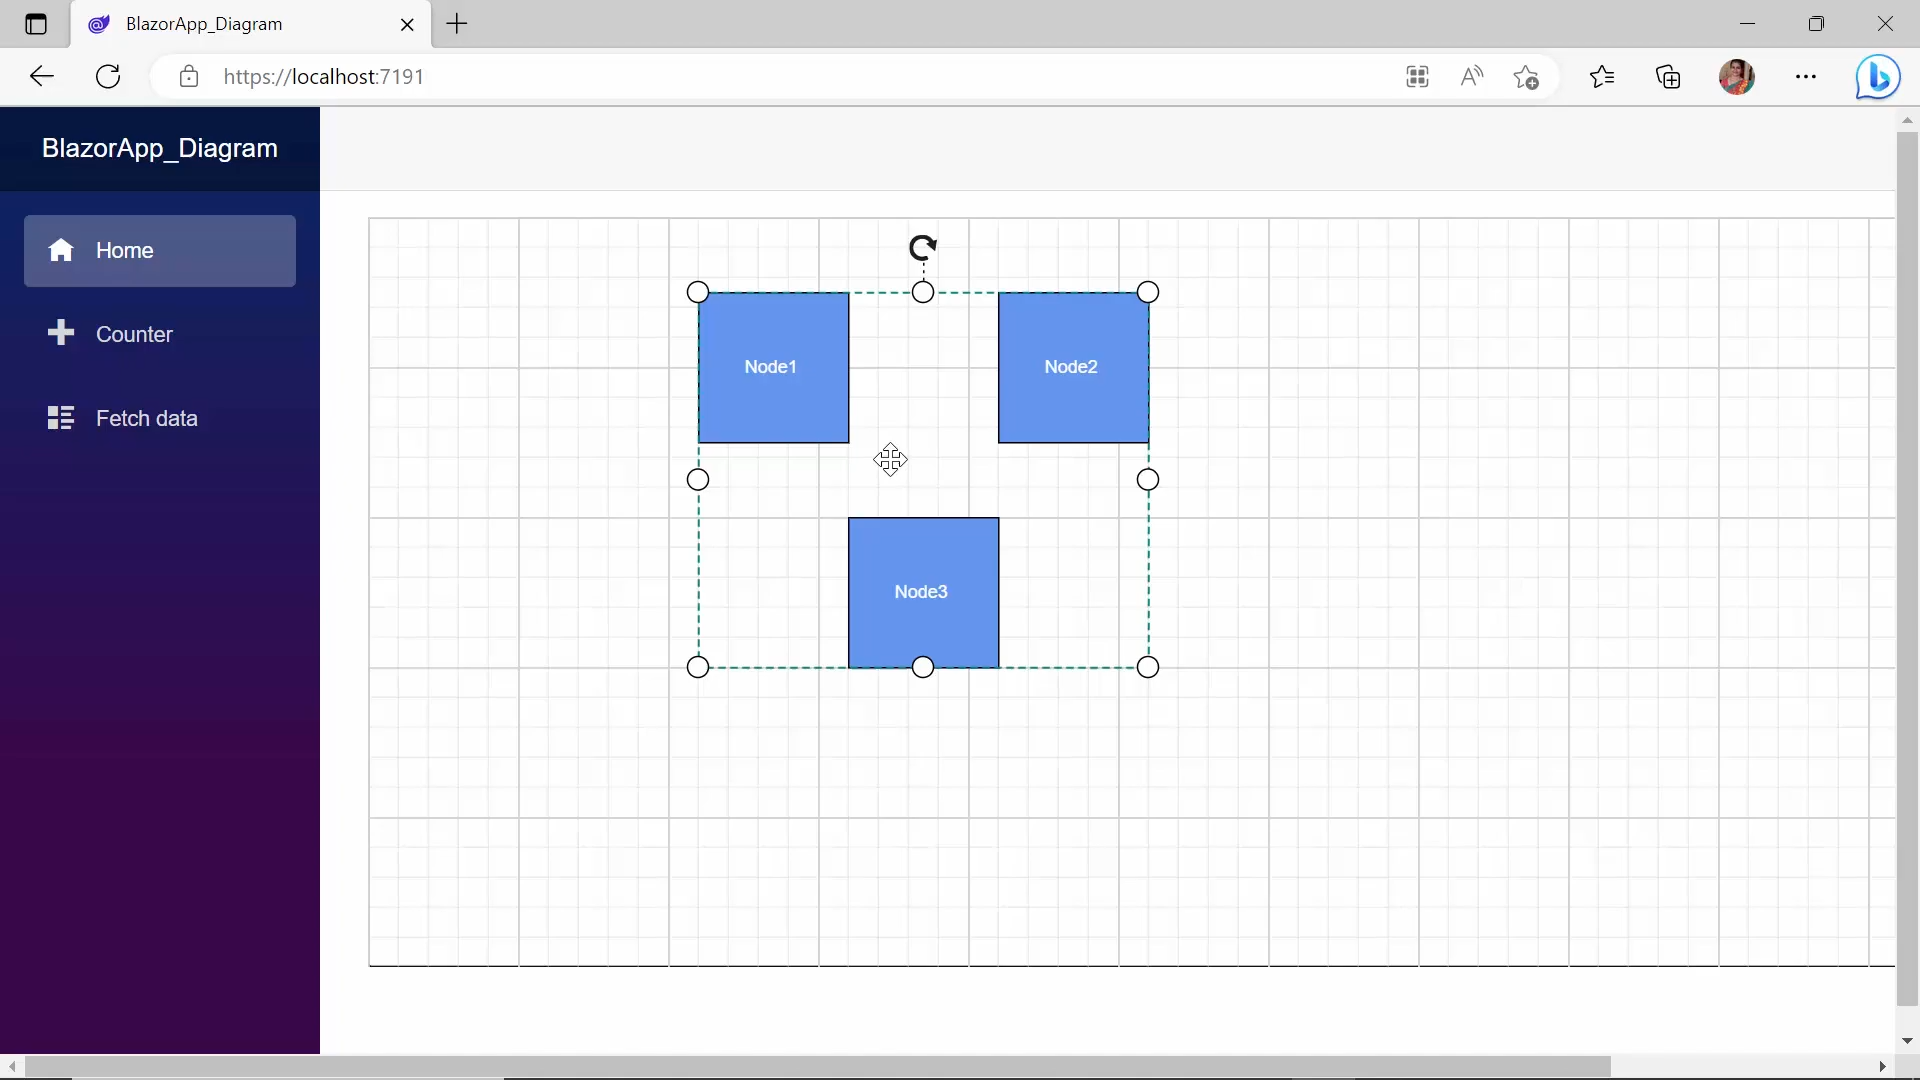 BlazorApp_Diagram
https://localhost:7191
BlazorApp_Diagram
Home
Counter
Fetch data
Node1
Node2
Node3